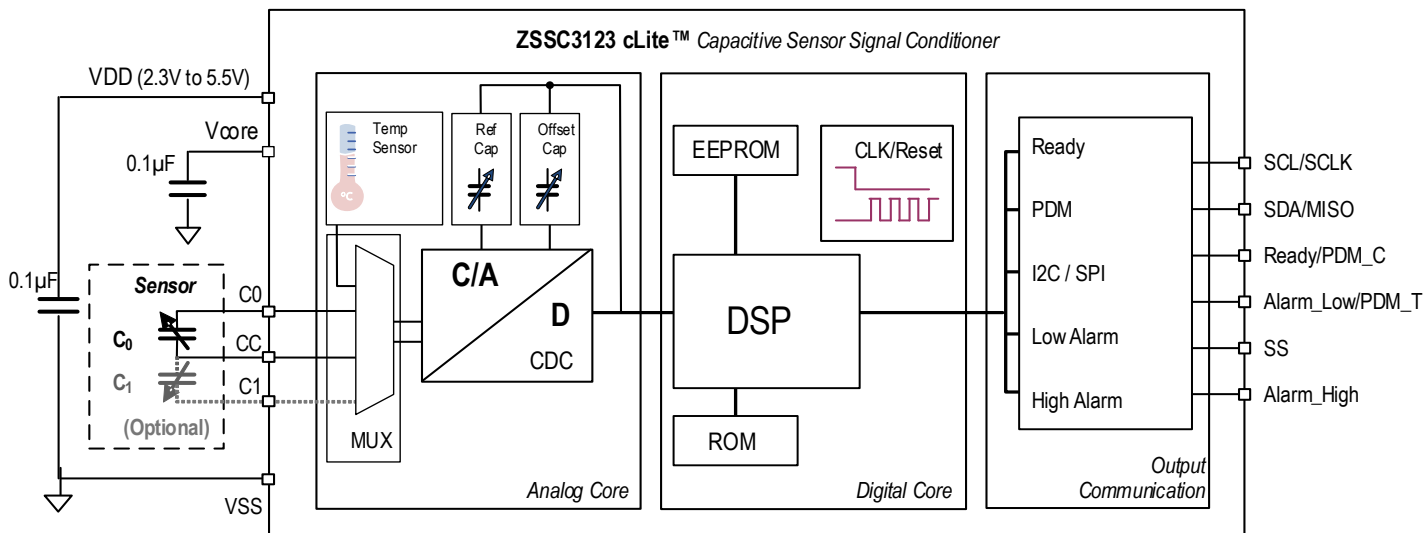 ZSSC3123 cLite™ Capacitive Sensor Signal Conditioner
VDD (2.3V to 5.5V)
Vcore
0.1µF
0.1µF
Sensor
C0
C0
CC
C1
C1
(Optional)
VSS
Temp
Sensor
°C
Ref
Cap
Offset
Cap
C/A
D
CDC
MUX
Analog Core
EEPROM
CLK/Reset
DSP
ROM
Digital Core
Ready
PDM
I2C / SPI
Low Alarm
High Alarm
Output
Communication
SCL/SCLK
SDA/MISO
Ready/PDM_C
Alarm_Low/PDM_T
SS
Alarm_High